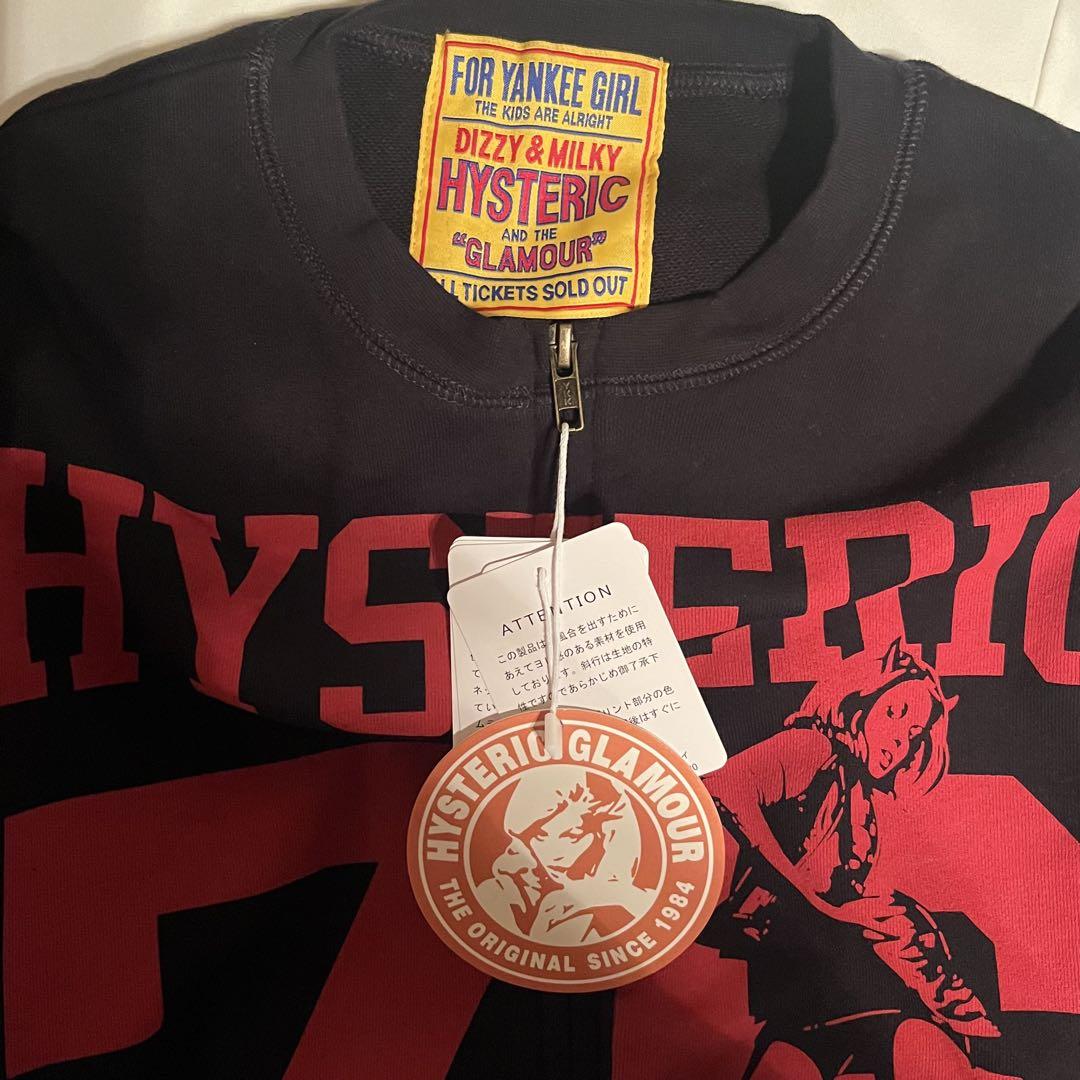 FOR YANKEE GIRL
THE KIDS ARE ALRIGHT
DIZZY & MILKY
HYSTERIC
AND THE
"GLAMOUR"
TICKETS SOLD OUT
YKK
HYSTERIC
ATTENTION
この製品は 風合を出すために
あえてヨ のある素材を使用
しており す。斜行は生地の特
性です であらかじめ御了承下
リント部分の色
後はすぐに
HYSTERIC GLAMOUR
THE ORIGINAL SINCE 1984